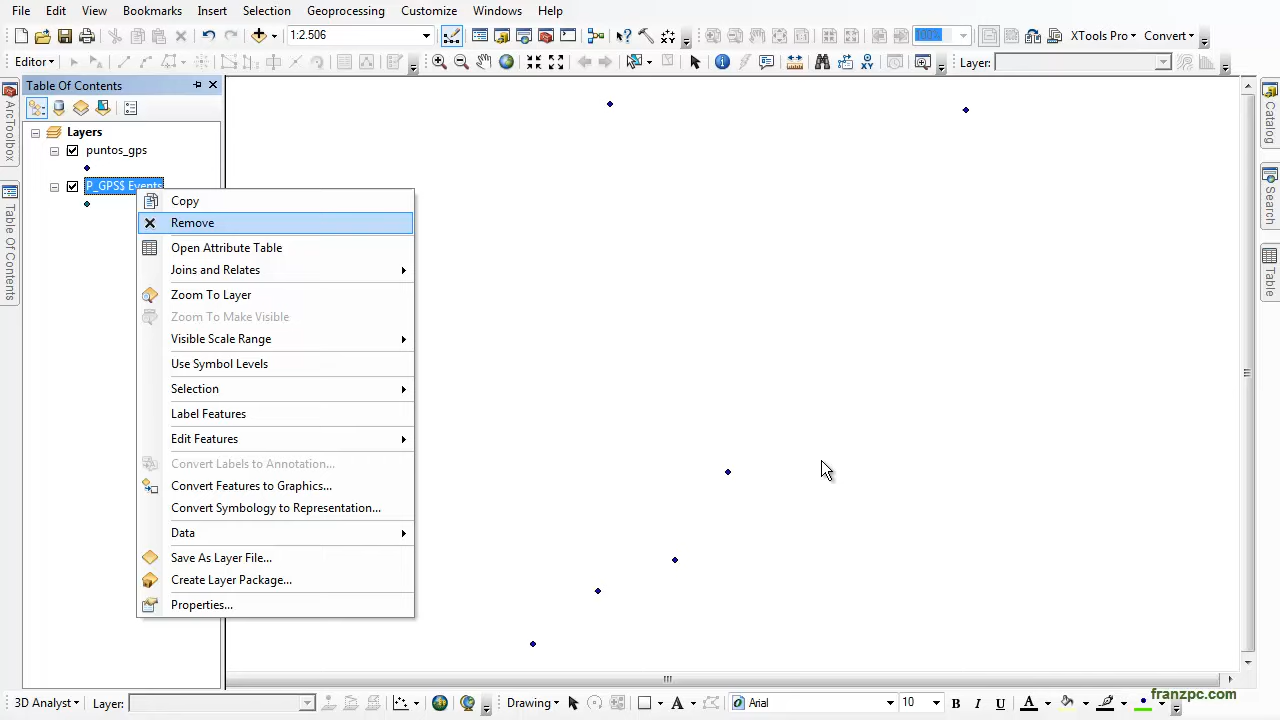 File Edit View Bookmarks Insert Selection Geoprocessing Customize Windows Help
1:2.506 100% XTools Pro Convert
Editor Layer:
Table Of Contents
ArcToolbox
Table Of Contents
Layers
puntos_gps
P_GPS$ Events
Copy
Remove
Open Attribute Table
Joins and Relates
Zoom To Layer
Zoom To Make Visible
Visible Scale Range
Use Symbol Levels
Selection
Label Features
Edit Features
Convert Labels to Annotation...
Convert Features to Graphics...
Convert Symbology to Representation...
Data
Save As Layer File...
Create Layer Package...
Properties...
Catalog
Search
Table
3D Analyst Layer: Drawing A Arial 10 B I U A
franzpc.com